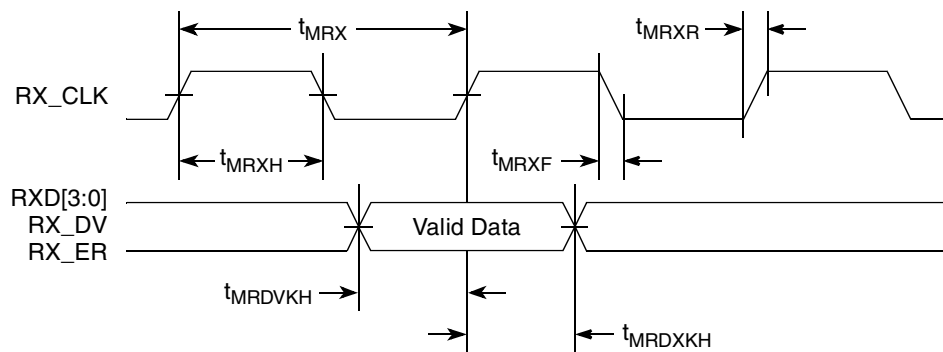 tMRX
tMRXR
RX_CLK
tMRXH
tMRXF
RXD[3:0]
RX_DV
Valid Data
RX_ER
tMRDVKH
tMRDXKH